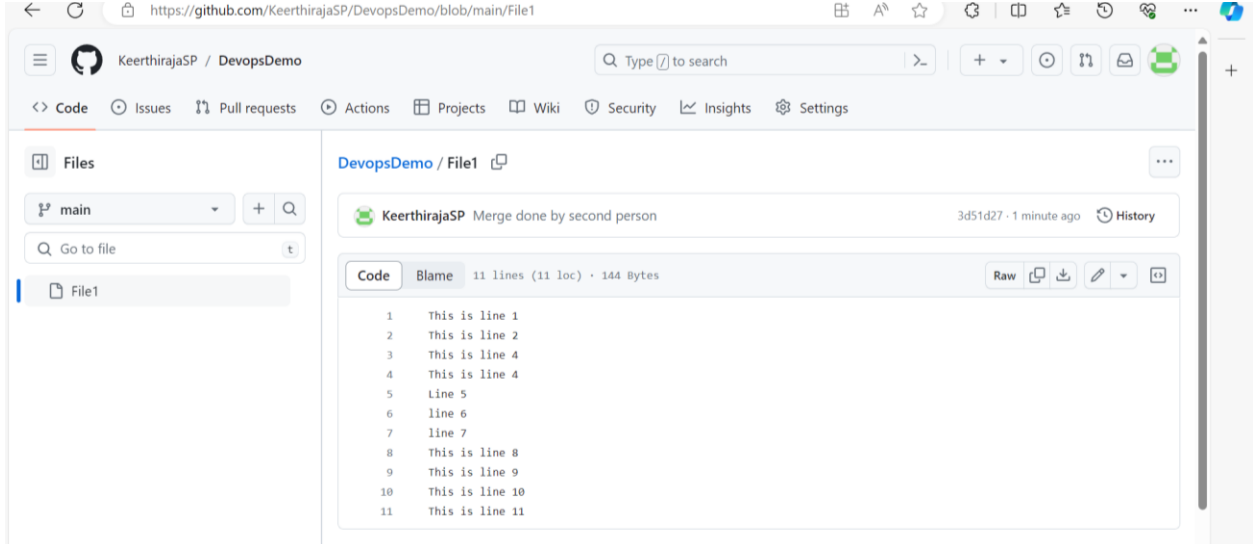 https://github.com/KeerthirajaSP/DevopsDemo/blob/main/File1
KeerthirajaSP / DevopsDemo
Type / to search
Code Issues Pull requests Actions Projects Wiki Security Insights Settings
Files
main
Go to file
t
File1
DevopsDemo / File1
KeerthirajaSP Merge done by second person 3d51d27 · 1 minute ago History
Code Blame 11 lines (11 loc) · 144 Bytes Raw
1 This is line 1
2 This is line 2
3 This is line 4
4 This is line 4
5 Line 5
6 line 6
7 line 7
8 This is line 8
9 This is line 9
10 This is line 10
11 This is line 11